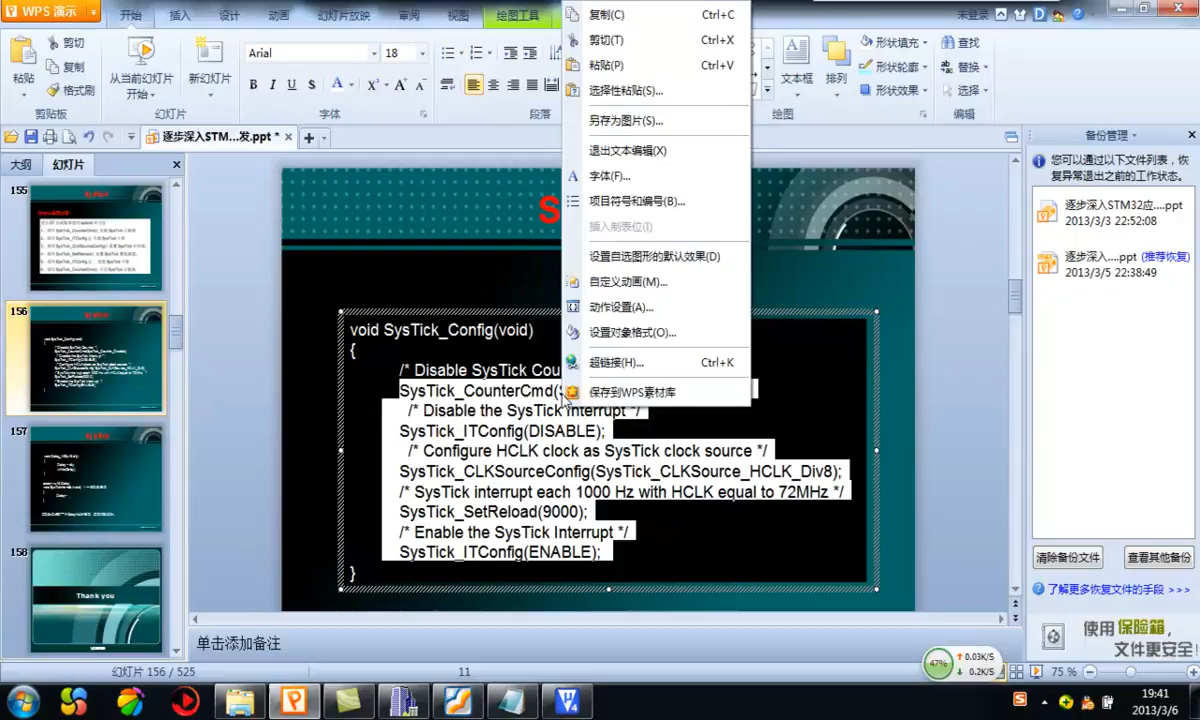 WPS 演示
开始
插入
设计
动画
幻灯片放映
审阅
视图
绘图工具
未登录
粘贴
剪切
复制
格式刷
剪贴板
从当前幻灯片
开始
新幻灯片
幻灯片
Arial
18
字体
段落
文本框
排列
形状填充
形状轮廓
形状效果
绘图
查找
替换
选择
编辑
逐步深入STM...发.ppt *
大纲
幻灯片
155
156
157
158
Thank you
复制(C) Ctrl+C
剪切(T) Ctrl+X
粘贴(P) Ctrl+V
选择性粘贴(S)...
另存为图片(S)...
退出文本编辑(X)
字体(F)...
项目符号和编号(B)...
插入制表位(I)
设置自选图形的默认效果(D)
自定义动画(M)...
动作设置(A)...
设置对象格式(O)...
超链接(H)... Ctrl+K
保存到WPS素材库
S
void SysTick_Config(void)
{
/* Disable SysTick Cou
SysTick_CounterCmd(
/* Disable the SysTick Interrupt */
SysTick_ITConfig(DISABLE);
/* Configure HCLK clock as SysTick clock source */
SysTick_CLKSourceConfig(SysTick_CLKSource_HCLK_Div8);
/* SysTick interrupt each 1000 Hz with HCLK equal to 72MHz */
SysTick_SetReload(9000);
/* Enable the SysTick Interrupt */
SysTick_ITConfig(ENABLE);
}
备份管理
您可以通过以下文件列表，恢
复异常退出之前的工作状态。
逐步深入STM32应....ppt
2013/3/3 22:52:08
逐步深入....ppt (推荐恢复)
2013/3/5 22:38:49
清除备份文件
查看其他备份
了解更多恢复文件的手段 >>>
使用保险箱，
文件更安全!
单击添加备注
幻灯片 156 / 525
11
47%
0.03K/S
0.2K/S
75 %
19:41
2013/3/6